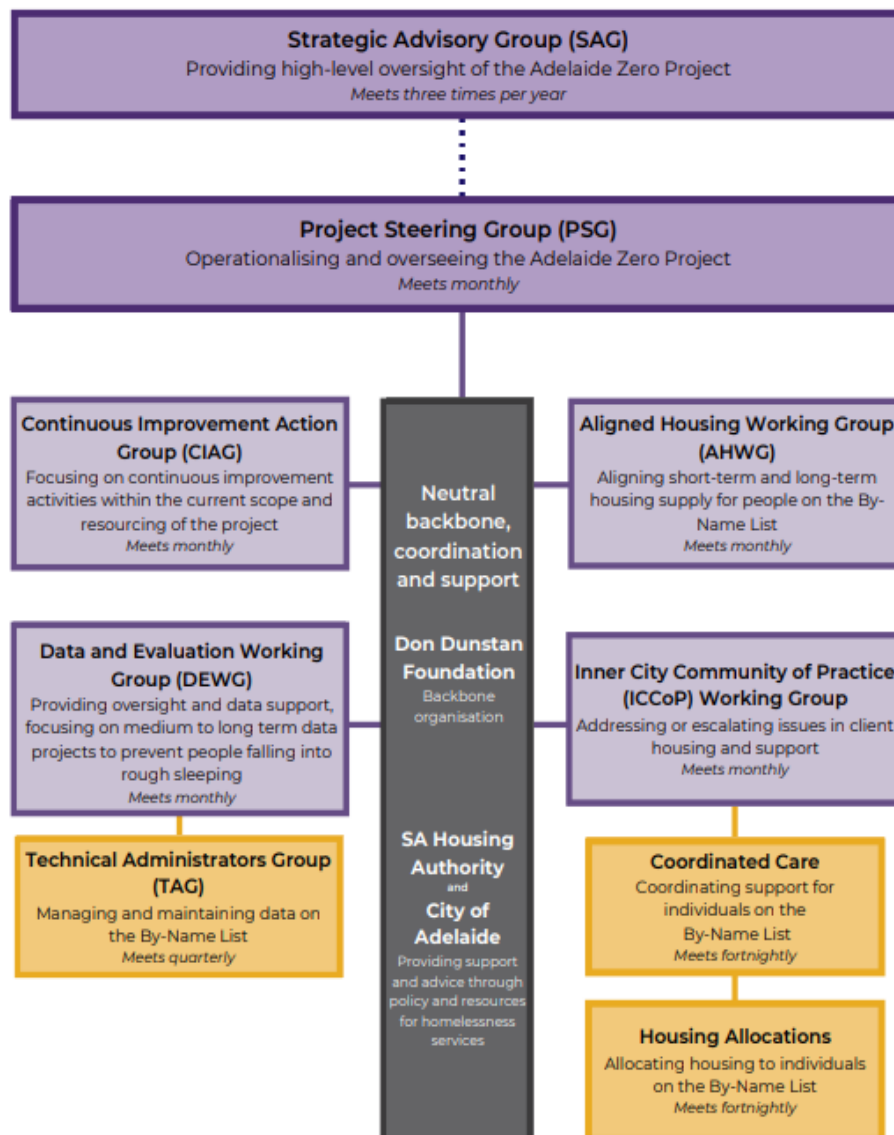 Strategic Advisory Group (SAG)
Providing high-level oversight of the Adelaide Zero Project
Meets three times per year
Project Steering Group (PSG)
Operationalising and overseeing the Adelaide Zero Project
Meets monthly
Continuous Improvement Action
Group (CIAG)
Focusing on continuous improvement
activities within the current scope and
resourcing of the project
Meets monthly
Aligned Housing Working Group
(AHWG)
Aligning short-term and long-term
housing supply for people on the By-
Name List
Meets monthly
Neutral
backbone,
coordination
and support
Don Dunstan
Foundation
Backbone
organisation
SA Housing
Authority
and
City of
Adelaide
Providing support
and advice through
policy and resources
for homelessness
services
Data and Evaluation Working
Group (DEWG)
Providing oversight and data support,
focusing on medium to long term data
projects to prevent people falling into
rough sleeping
Meets monthly
Inner City Community of Practice
(ICCoP) Working Group
Addressing or escalating issues in client
housing and support
Meets monthly
Technical Administrators Group
(TAG)
Managing and maintaining data on
the By-Name List
Meets quarterly
Coordinated Care
Coordinating support for
individuals on the
By-Name List
Meets fortnightly
Housing Allocations
Allocating housing to individuals
on the By-Name List
Meets fortnightly